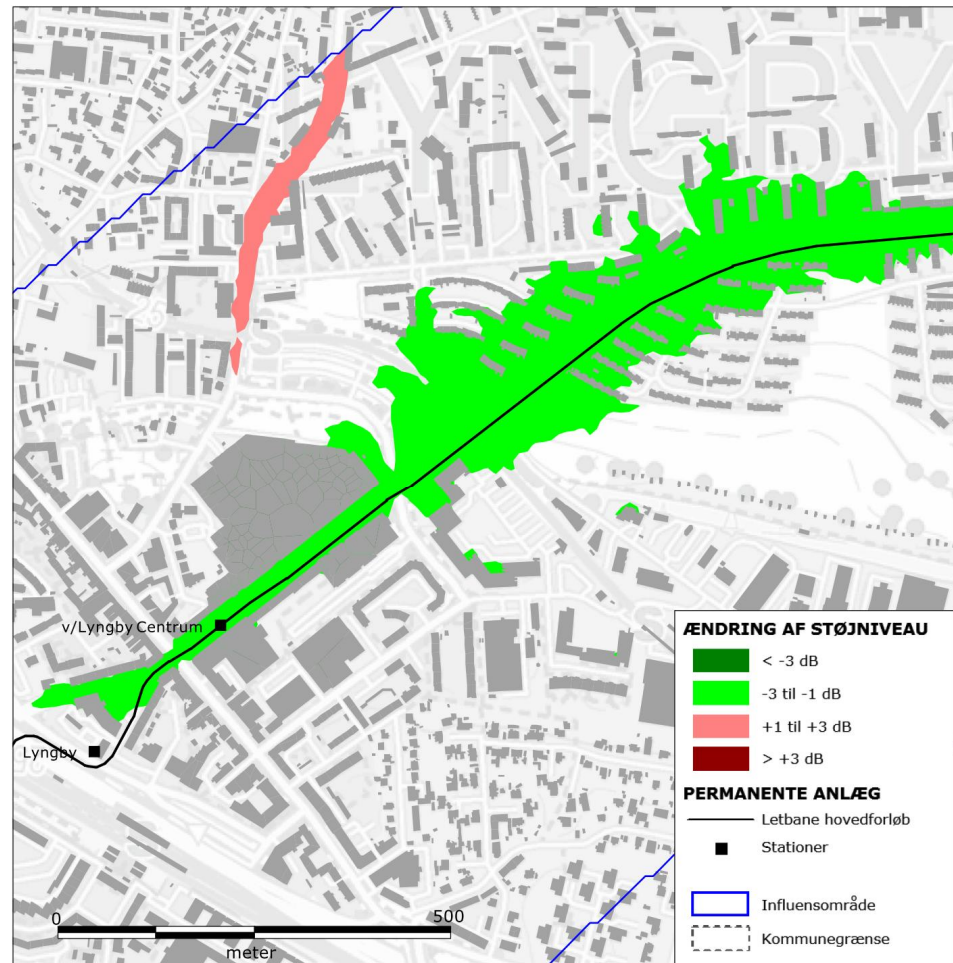 YNGBY
v/Lyngby Centrum
Lyngby
0 500
meter
ÆNDRING AF STØJNIVEAU
< -3 dB
-3 til -1 dB
+1 til +3 dB
> +3 dB
PERMANENTE ANLÆG
Letbane hovedforløb
Stationer
Influensområde
Kommunegrænse